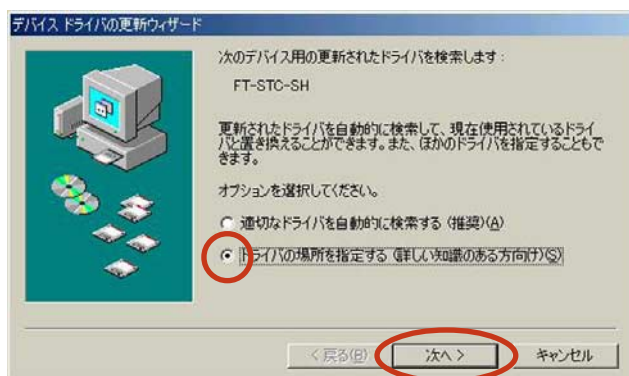 デバイス ドライバの更新ウィザード
次のデバイス用の更新されたドライバを検索します:
FT-STC-SH
更新されたドライバを自動的に検索して、現在使用されているドライ
バと置き換えることができます。また、ほかのドライバを指定することもで
きます。
オプションを選択してください。
適切なドライバを自動的に検索する (推奨)(A)
ドライバの場所を指定する (詳しい知識のある方向け)(S)
< 戻る(B)
次へ >
キャンセル